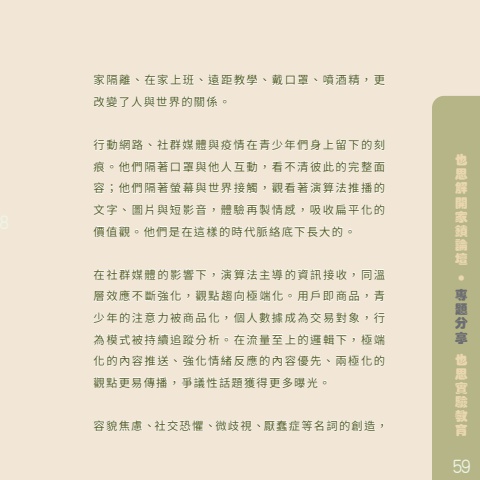 家隔離、在家上班、遠距教學、戴口罩、噴酒精，更
改變了人與世界的關係。
行動網路、社群媒體與疫情在青少年們身上留下的刻
痕。他們隔著口罩與他人互動，看不清彼此的完整面
容；他們隔著螢幕與世界接觸，觀看著演算法推播的
文字、圖片與短影音，體驗再製情感，吸收扁平化的
價值觀。他們是在這樣的時代脈絡底下長大的。
在社群媒體的影響下，演算法主導的資訊接收，同溫
層效應不斷強化，觀點趨向極端化。用戶即商品，青
少年的注意力被商品化，個人數據成為交易對象，行
為模式被持續追蹤分析。在流量至上的邏輯下，極端
化的內容推送、強化情緒反應的內容優先、兩極化的
觀點更易傳播，爭議性話題獲得更多曝光。
容貌焦慮、社交恐懼、微歧視、厭蠢症等名詞的創造，
也思解開家鎖論壇 • 專題分享 也思實驗教育
59
8